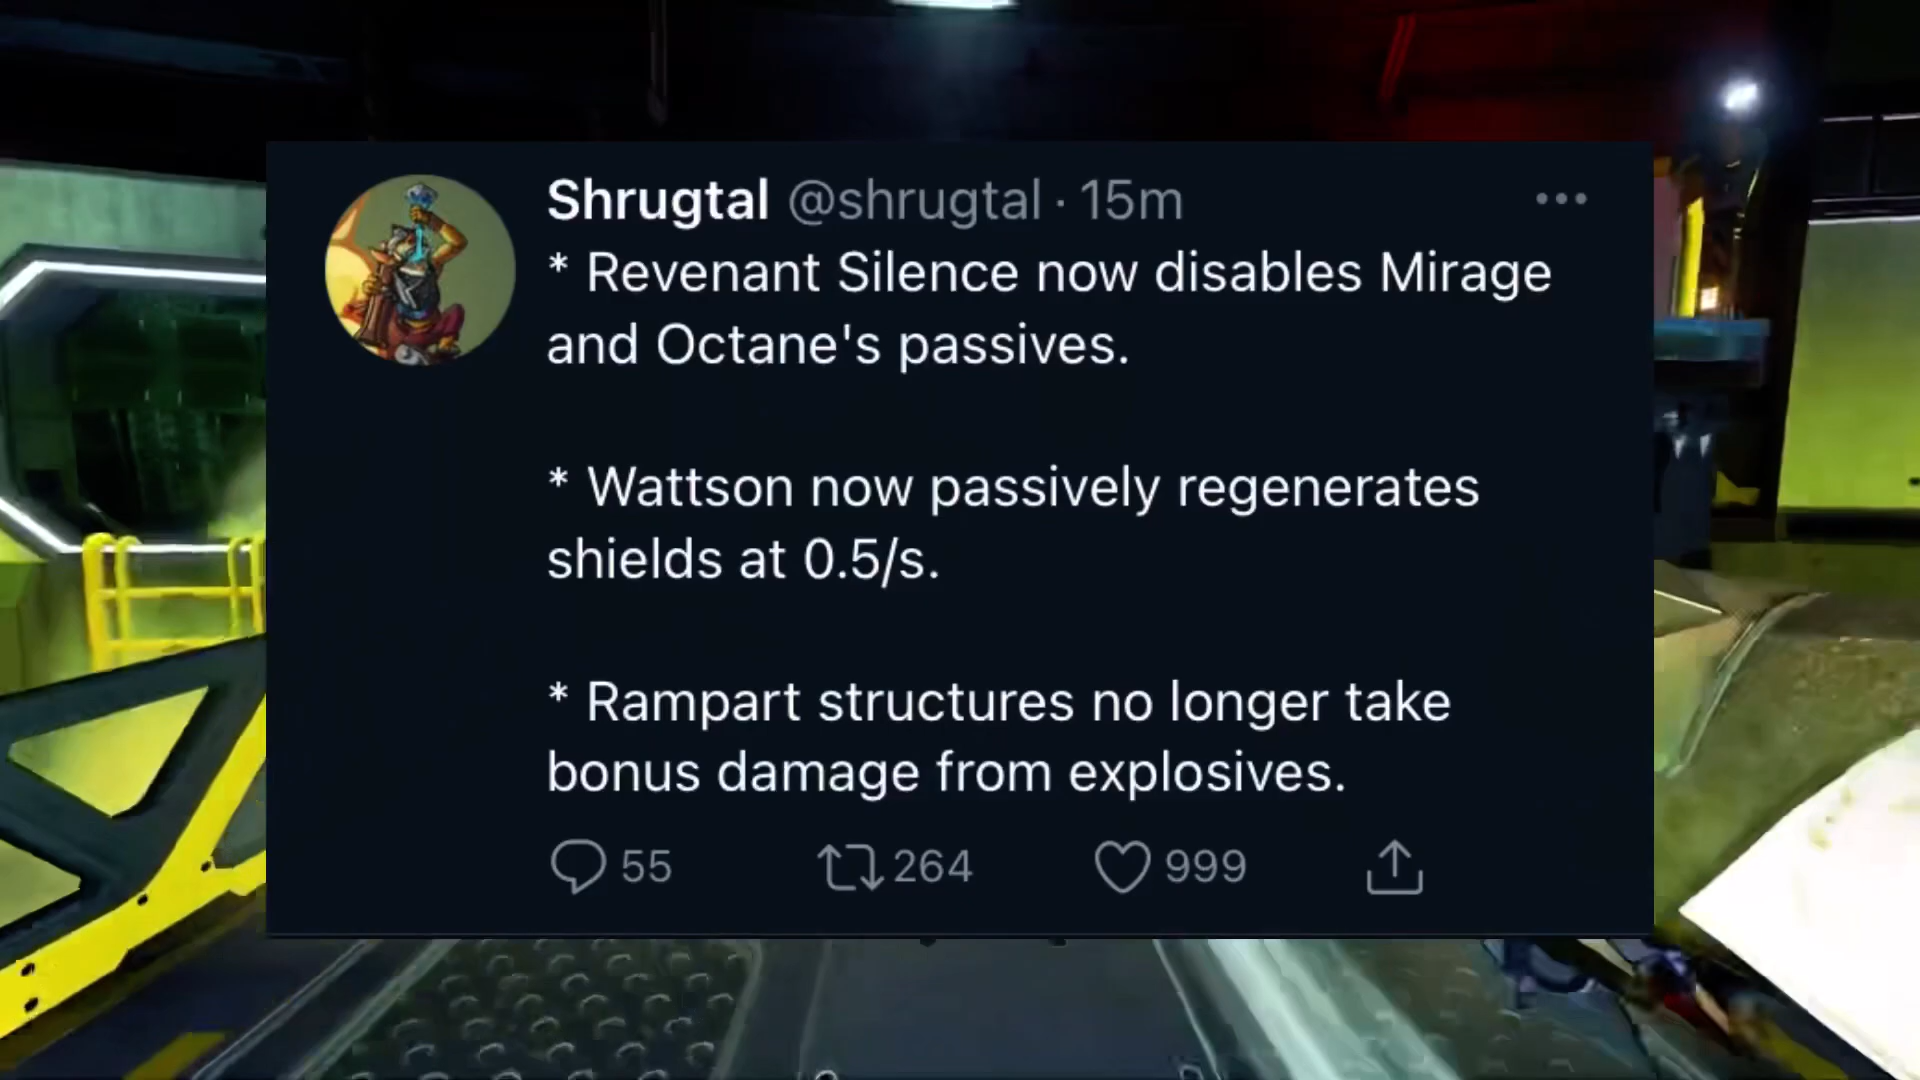 Shrugtal @shrugtal · 15m
* Revenant Silence now disables Mirage
and Octane's passives.
* Wattson now passively regenerates
shields at 0.5/s.
* Rampart structures no longer take
bonus damage from explosives.
55 264 999